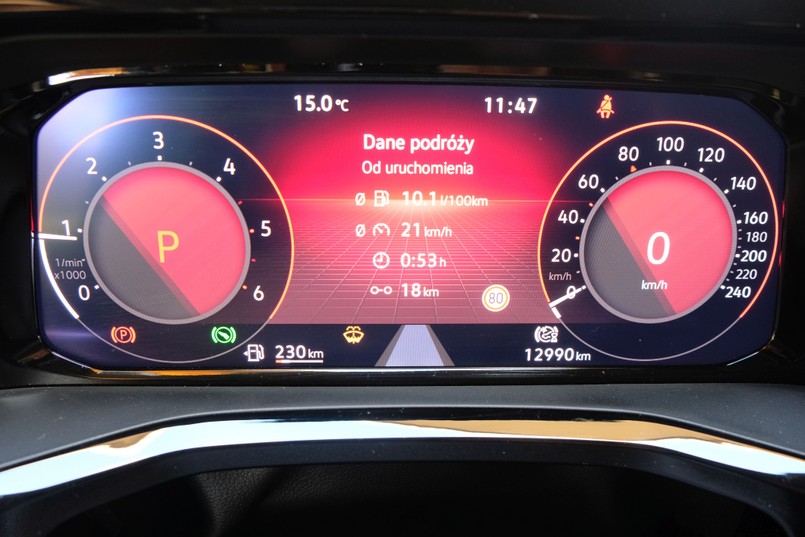 15.0°C
11:47
Dane podróży
Od uruchomienia
Ø 10.1 l/100km
Ø 21 km/h
0:53 h
18 km
80
0
1
2
3
4
5
6
1/min
x1000
P
0
20
40
60
80
100
120
140
160
180
200
220
240
km/h
0
km/h
P
230 km
12990 km